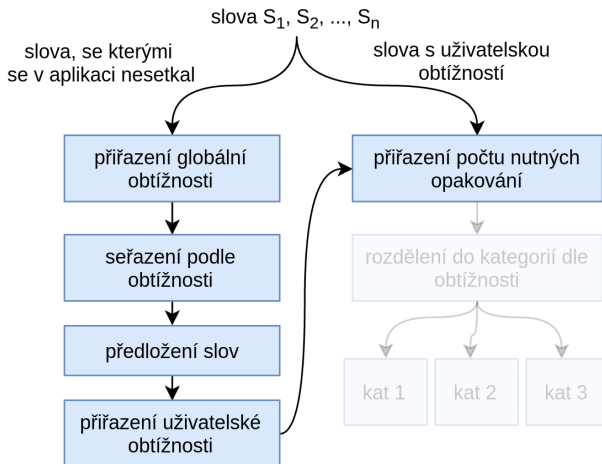 slova S₁, S₂, ..., Sₙ
slova, se kterými
se v aplikaci nesetkal
slova s uživatelskou
obtížností
přiřazení globální
obtížnosti
seřazení podle
obtížnosti
předložení slov
přiřazení uživatelské
obtížnosti
přiřazení počtu nutných
opakování
rozdělení do kategorií dle
obtížnosti
kat 1
kat 2
kat 3